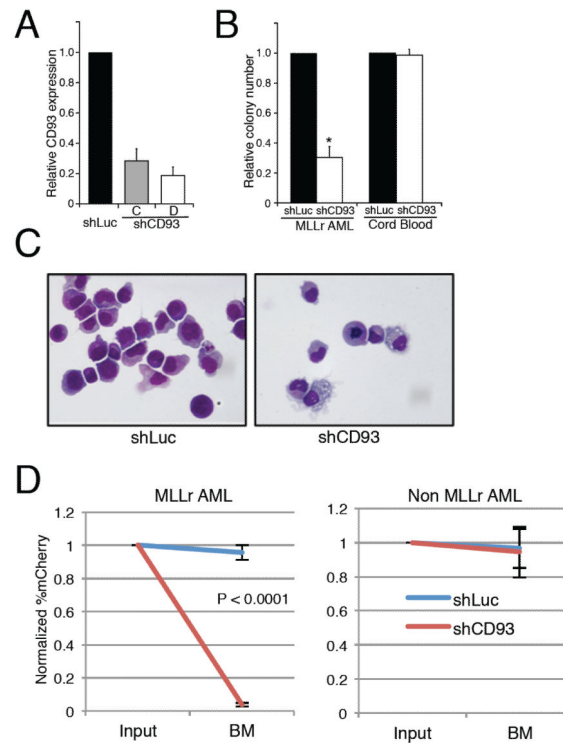 A
Relative CD93 expression
1.0
0.8
0.6
0.4
0.2
0
C D
shLuc shCD93
B
Relative colony number
1.0
0.8
0.6
0.4
0.2
0
*
shLuc shCD93 shLuc shCD93
MLLr AML Cord Blood
C
shLuc
shCD93
D
MLLr AML
Normalized %mCherry
1.2
1
0.8
0.6
0.4
0.2
0
P < 0.0001
Input BM
Non MLLr AML
1.2
1
0.8
0.6
0.4
0.2
0
shLuc
shCD93
Input BM